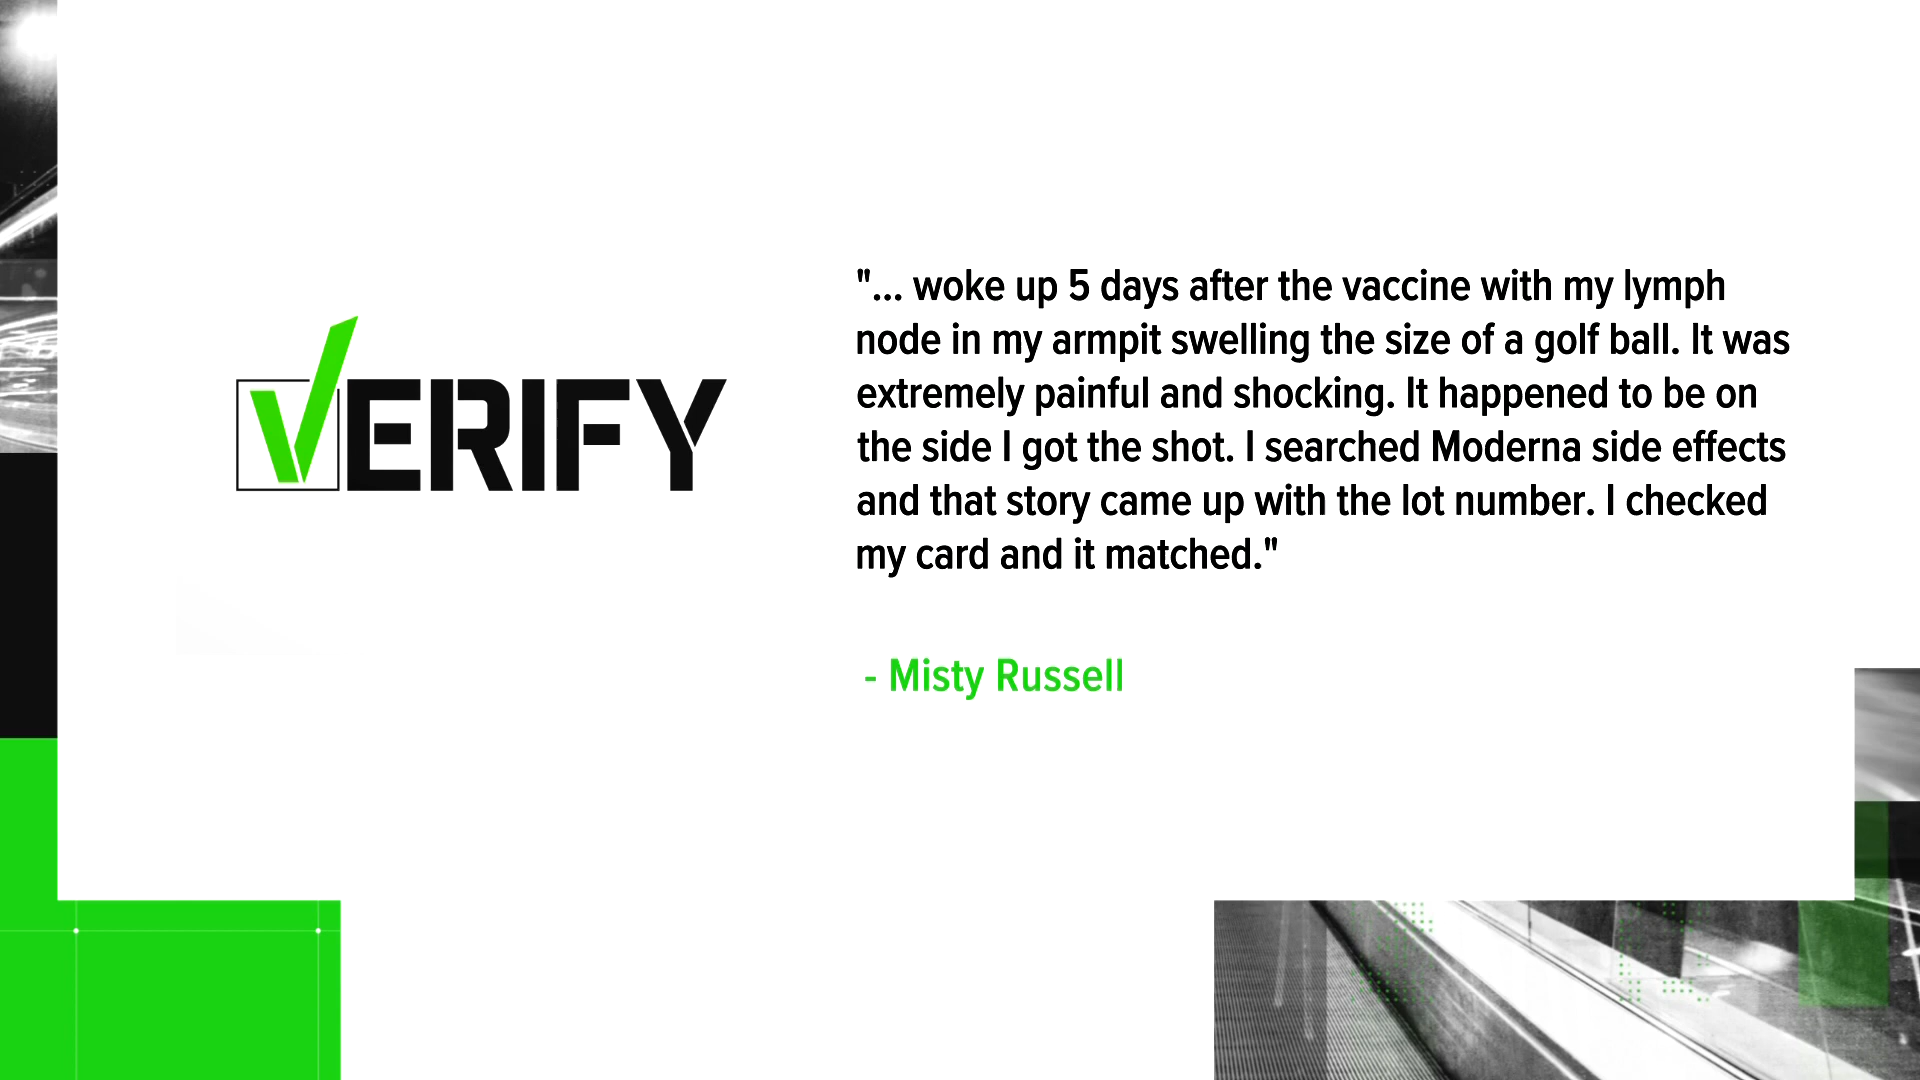 VERIFY
"... woke up 5 days after the vaccine with my lymph
node in my armpit swelling the size of a golf ball. It was
extremely painful and shocking. It happened to be on
the side I got the shot. I searched Moderna side effects
and that story came up with the lot number. I checked
my card and it matched."
- Misty Russell